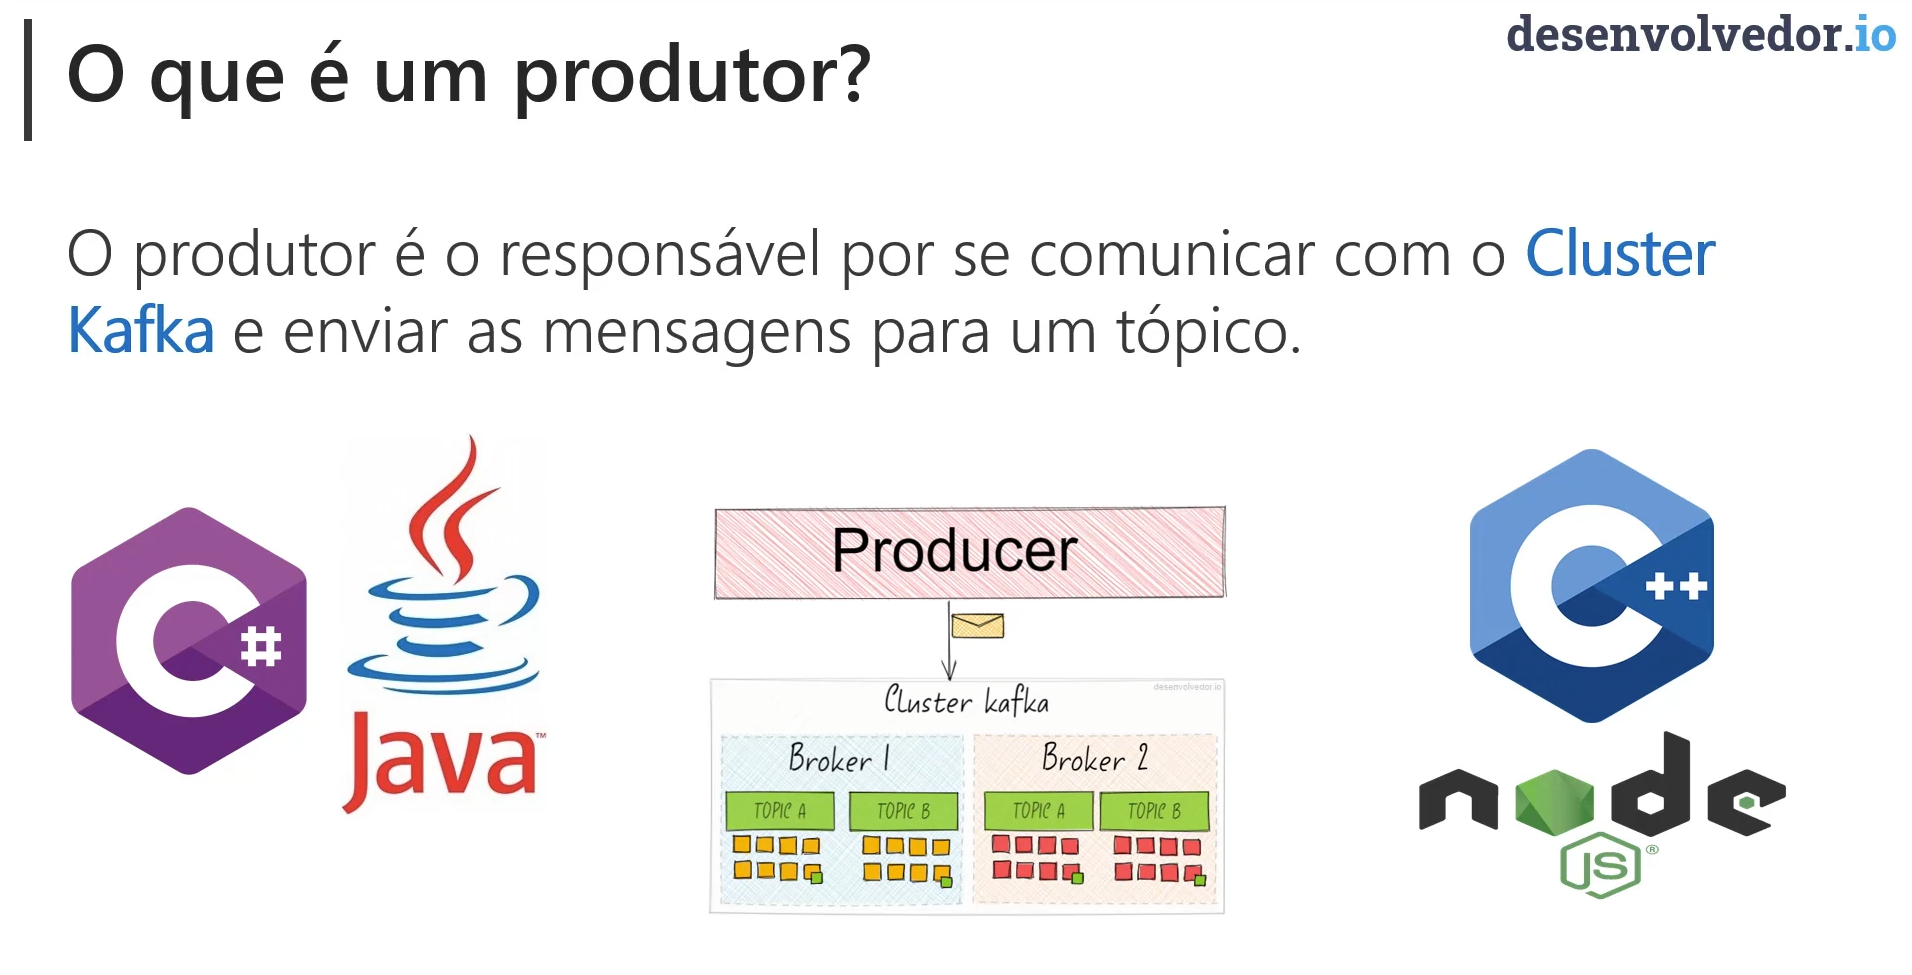 desenvolvedor.io
O que é um produtor?
O produtor é o responsável por se comunicar com o Cluster
Kafka e enviar as mensagens para um tópico.
C#
Java™
Producer
Cluster kafka
desenvolvedor.io
Broker 1
Broker 2
TOPIC A
TOPIC B
TOPIC A
TOPIC B
C++
node
JS®